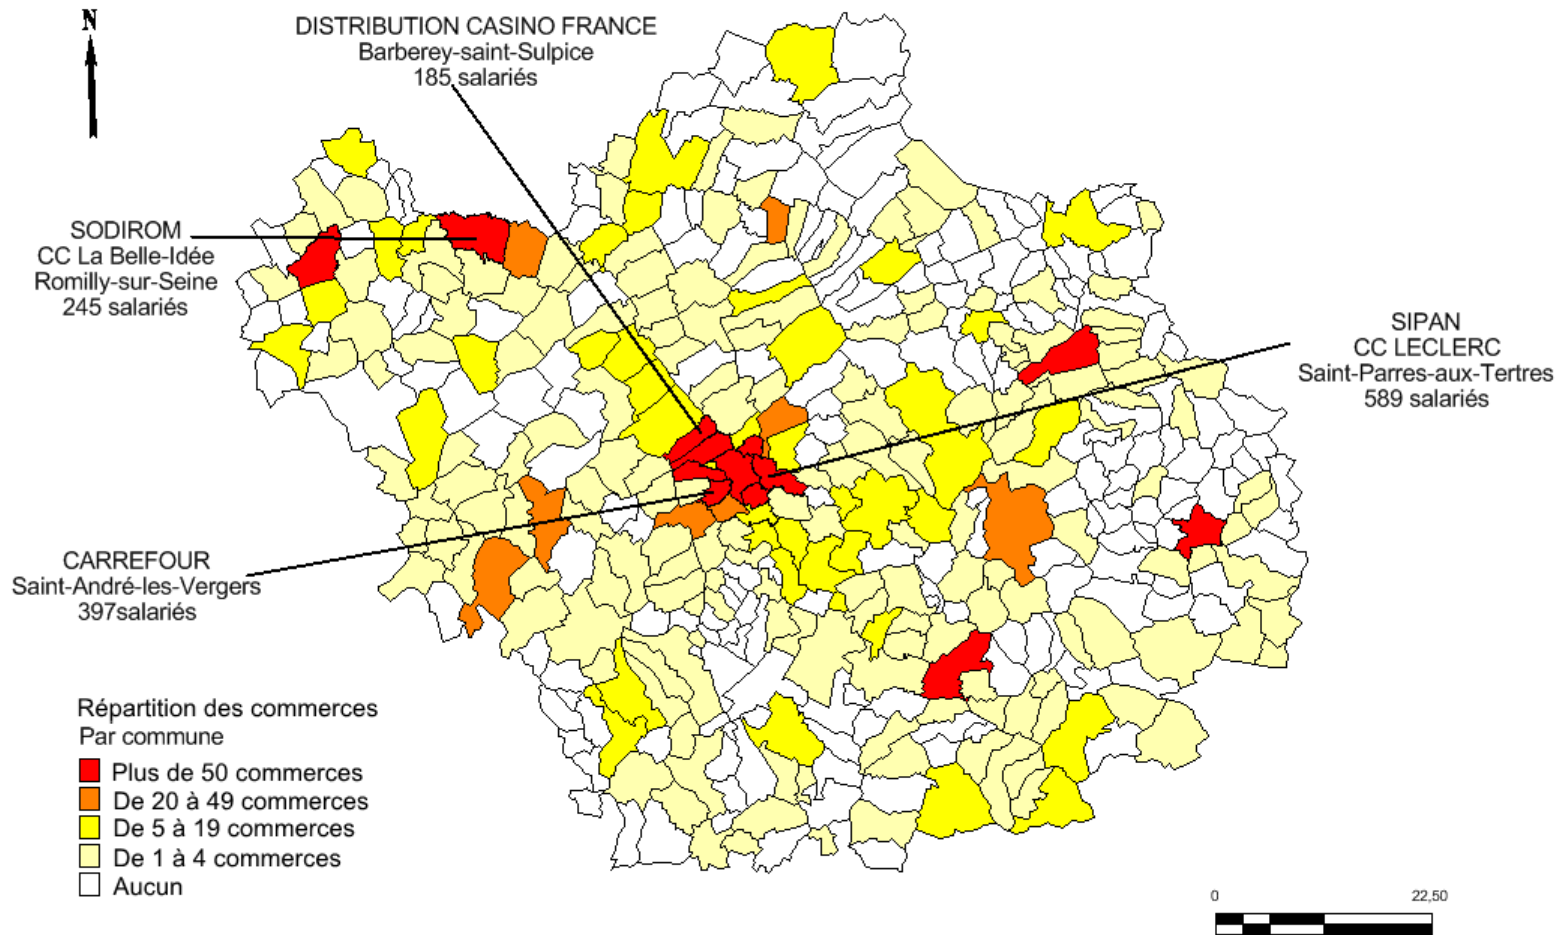 N
DISTRIBUTION CASINO FRANCE
Barberey-saint-Sulpice
185 salariés
SODIROM
CC La Belle-Idée
Romilly-sur-Seine
245 salariés
SIPAN
CC LECLERC
Saint-Parres-aux-Tertres
589 salariés
CARREFOUR
Saint-André-les-Vergers
397salariés
Répartition des commerces
Par commune
Plus de 50 commerces
De 20 à 49 commerces
De 5 à 19 commerces
De 1 à 4 commerces
Aucun
0 22,50